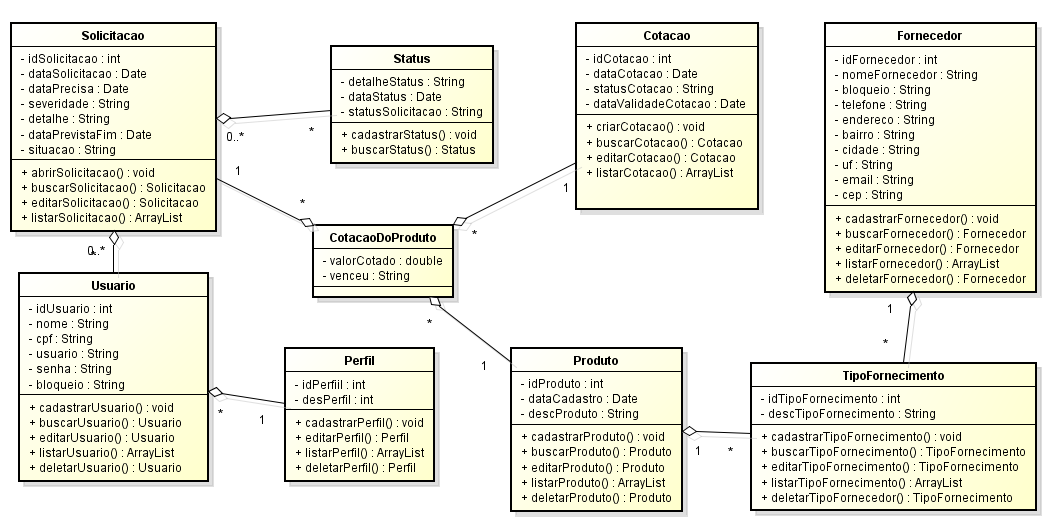 Solicitacao
- idSolicitacao : int
- dataSolicitacao : Date
- dataPrecisa : Date
- severidade : String
- detalhe : String
- dataPrevistaFim : Date
- situacao : String
+ abrirSolicitacao() : void
+ buscarSolicitacao() : Solicitacao
+ editarSolicitacao() : Solicitacao
+ listarSolicitacao() : ArrayList
0..*
*
Status
- detalheStatus : String
- dataStatus : Date
- statusSolicitacao : String
+ cadastrarStatus() : void
+ buscarStatus() : Status
Cotacao
- idCotacao : int
- dataCotacao : Date
- statusCotacao : String
- dataValidadeCotacao : Date
+ criarCotacao() : void
+ buscarCotacao() : Cotacao
+ editarCotacao() : Cotacao
+ listarCotacao() : ArrayList
Fornecedor
- idFornecedor : int
- nomeFornecedor : String
- bloqueio : String
- telefone : String
- endereco : String
- bairro : String
- cidade : String
- uf : String
- email : String
- cep : String
+ cadastrarFornecedor() : void
+ buscarFornecedor() : Fornecedor
+ editarFornecedor() : Fornecedor
+ listarFornecedor() : ArrayList
+ deletarFornecedor() : Fornecedor
1
*
1
*
CotacaoDoProduto
- valorCotado : double
- venceu : String
*
1
0..*
*
Usuario
- idUsuario : int
- nome : String
- cpf : String
- usuario : String
- senha : String
- bloqueio : String
+ cadastrarUsuario() : void
+ buscarUsuario() : Usuario
+ editarUsuario() : Usuario
+ listarUsuario() : ArrayList
+ deletarUsuario() : Usuario
*
1
Perfil
- idPerfiil : int
- desPerfil : int
+ cadastrarPerfil() : void
+ editarPerfil() : Perfil
+ listarPerfil() : ArrayList
+ deletarPerfil() : Perfil
Produto
- idProduto : int
- dataCadastro : Date
- descProduto : String
+ cadastrarProduto() : void
+ buscarProduto() : Produto
+ editarProduto() : Produto
+ listarProduto() : ArrayList
+ deletarProduto() : Produto
1
*
1
*
TipoFornecimento
- idTipoFornecimento : int
- descTipoFornecimento : String
+ cadastrarTipoFornecimento() : void
+ buscarTipoFornecimento() : TipoFornecimento
+ editarTipoFornecimento() : TipoFornecimento
+ listarTipoFornecimento() : ArrayList
+ deletarTipoFornecedor() : TipoFornecimento